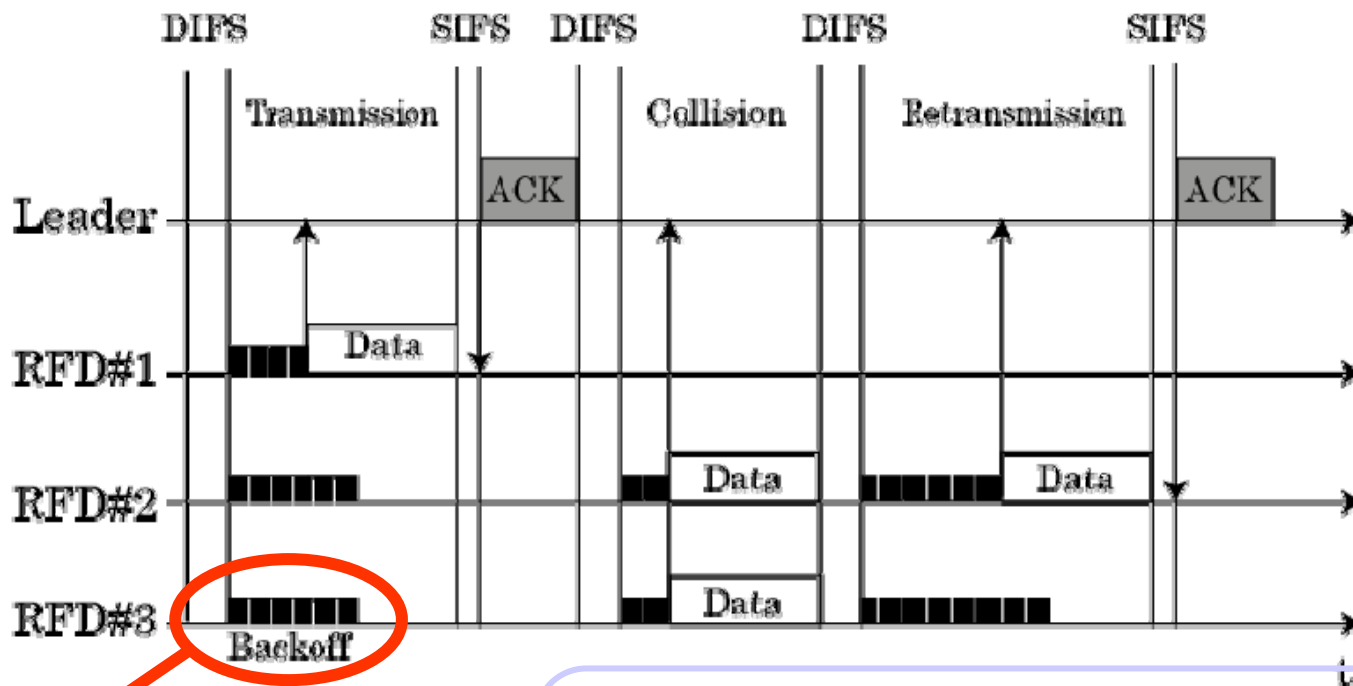 DIFS SIFS DIFS DIFS SIFS
Transmission Collision Retransmission
ACK ACK
Leader
Data
RFD#1
Data Data
RFD#2
Data
RFD#3
Backoff
t